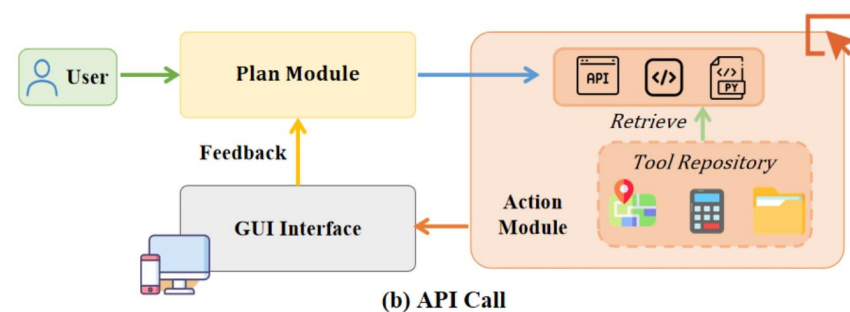 User
Plan Module
API
</>
</>
PY
Retrieve
Feedback
Tool Repository
GUI Interface
Action
Module
(b) API Call